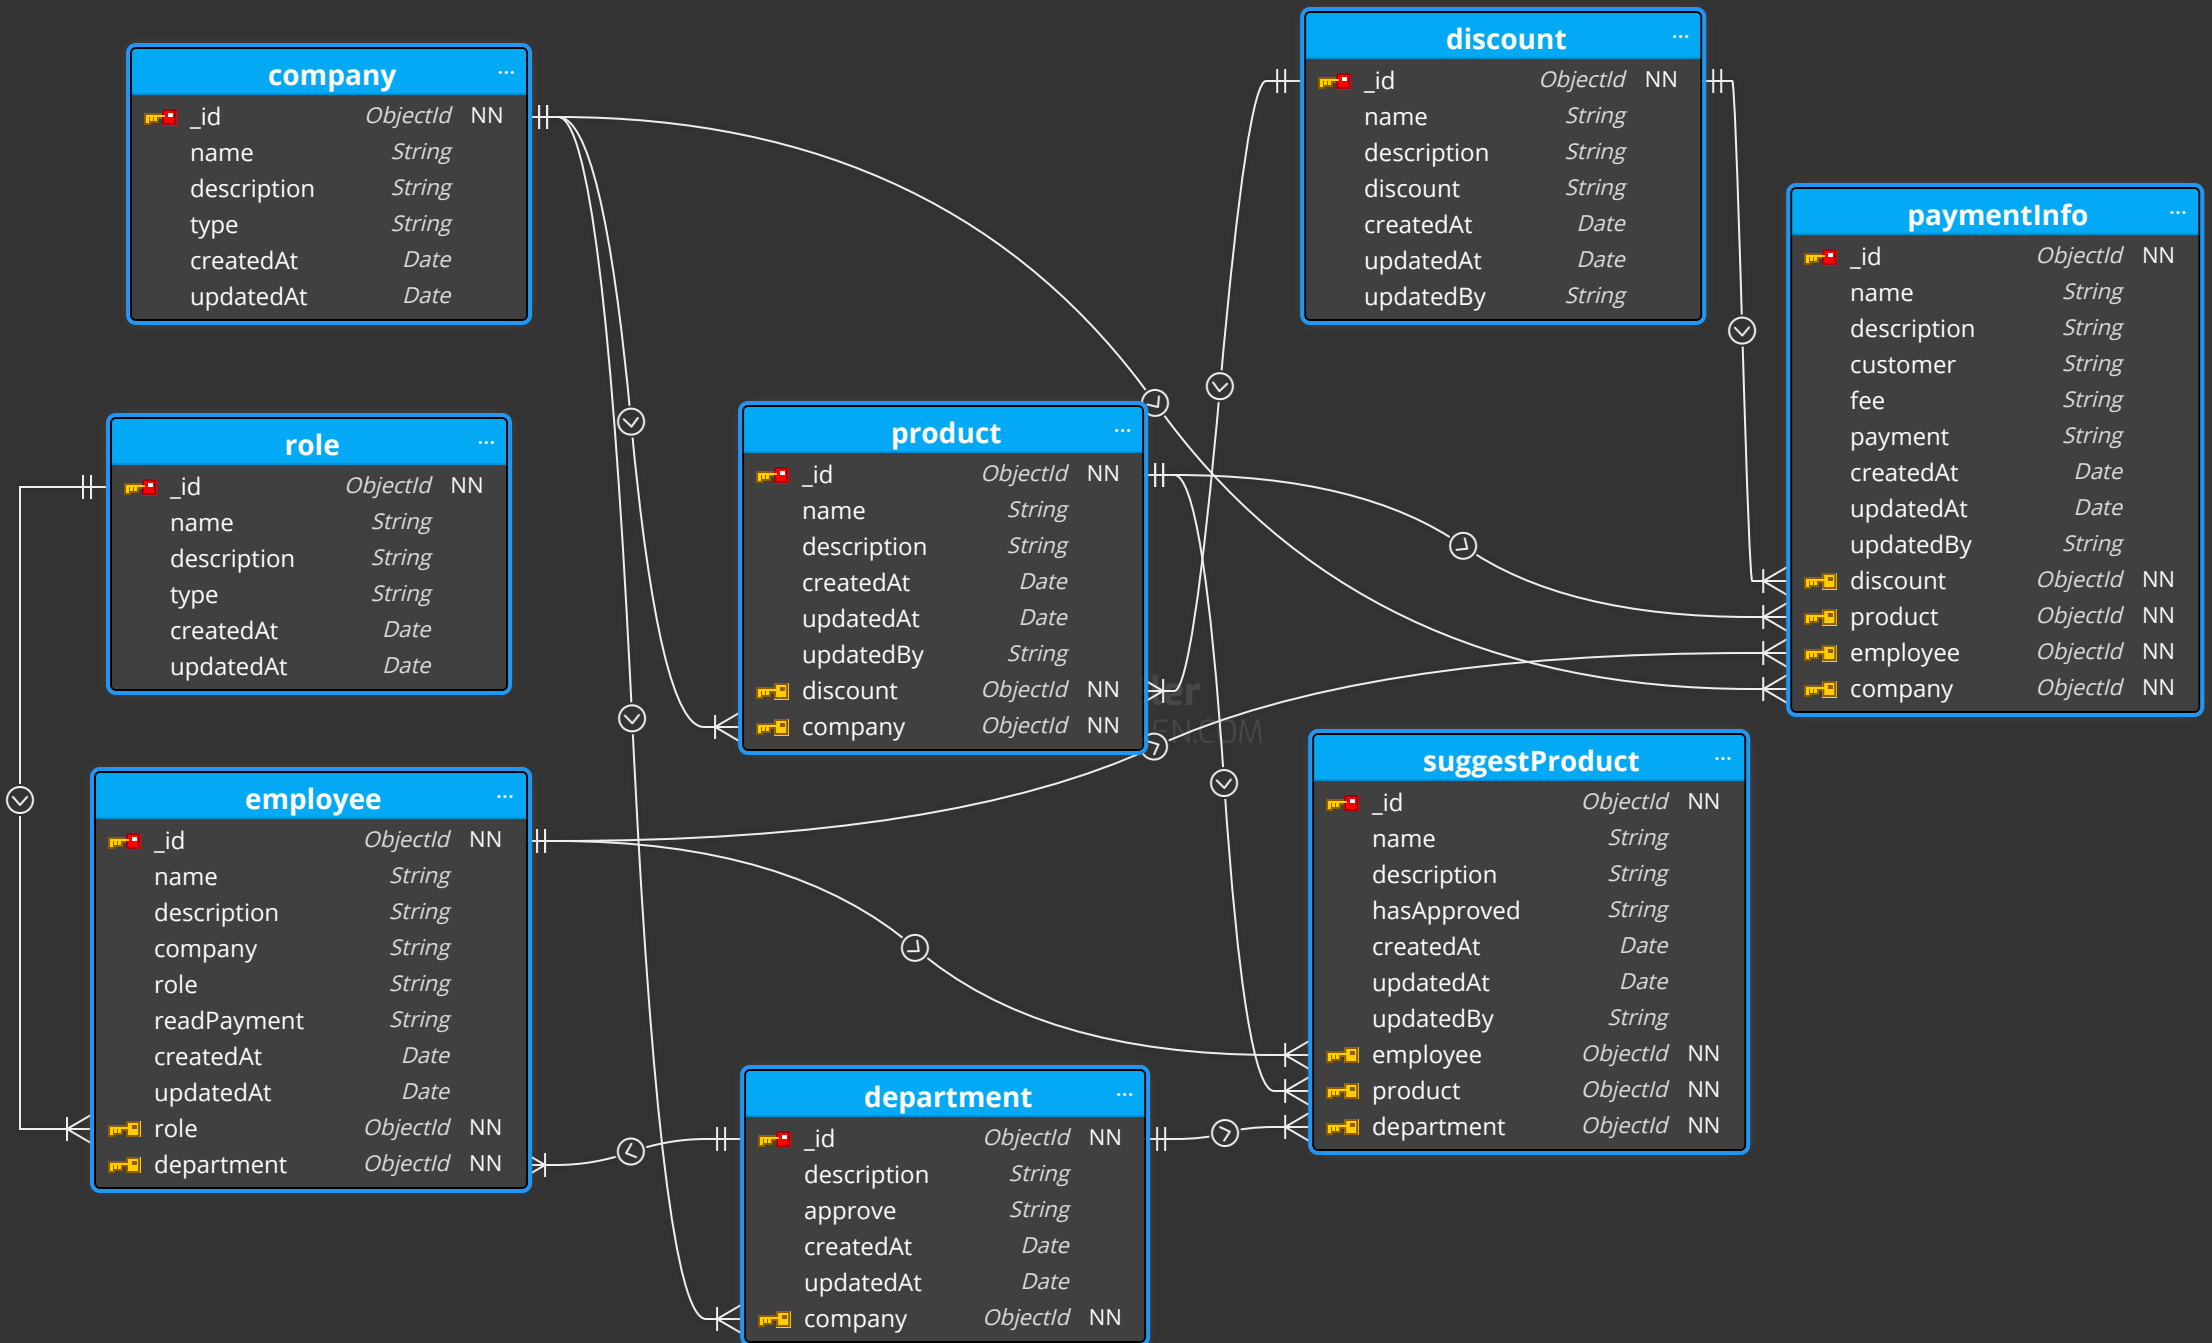 company ...
_id ObjectId NN
name String
description String
type String
createdAt Date
updatedAt Date
discount ...
_id ObjectId NN
name String
description String
discount String
createdAt Date
updatedAt Date
updatedBy String
paymentInfo ...
_id ObjectId NN
name String
description String
customer String
fee String
payment String
createdAt Date
updatedAt Date
updatedBy String
discount ObjectId NN
product ObjectId NN
employee ObjectId NN
company ObjectId NN
role ...
_id ObjectId NN
name String
description String
type String
createdAt Date
updatedAt Date
product ...
_id ObjectId NN
name String
description String
createdAt Date
updatedAt Date
updatedBy String
discount ObjectId NN
company ObjectId NN
employee ...
_id ObjectId NN
name String
description String
company String
role String
readPayment String
createdAt Date
updatedAt Date
role ObjectId NN
department ObjectId NN
suggestProduct ...
_id ObjectId NN
name String
description String
hasApproved String
createdAt Date
updatedAt Date
updatedBy String
employee ObjectId NN
product ObjectId NN
department ObjectId NN
department ...
_id ObjectId NN
description String
approve String
createdAt Date
updatedAt Date
company ObjectId NN